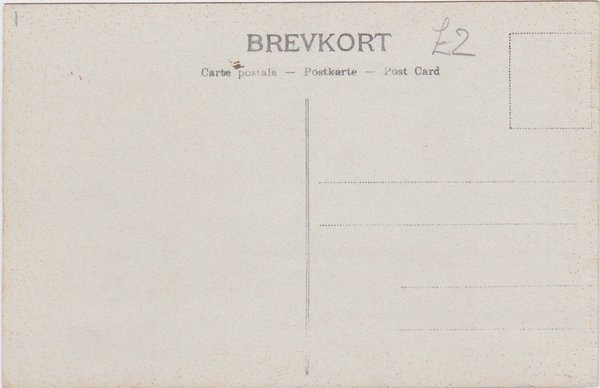 BREVKORT £2
Carte postale — Postkarte — Post Card